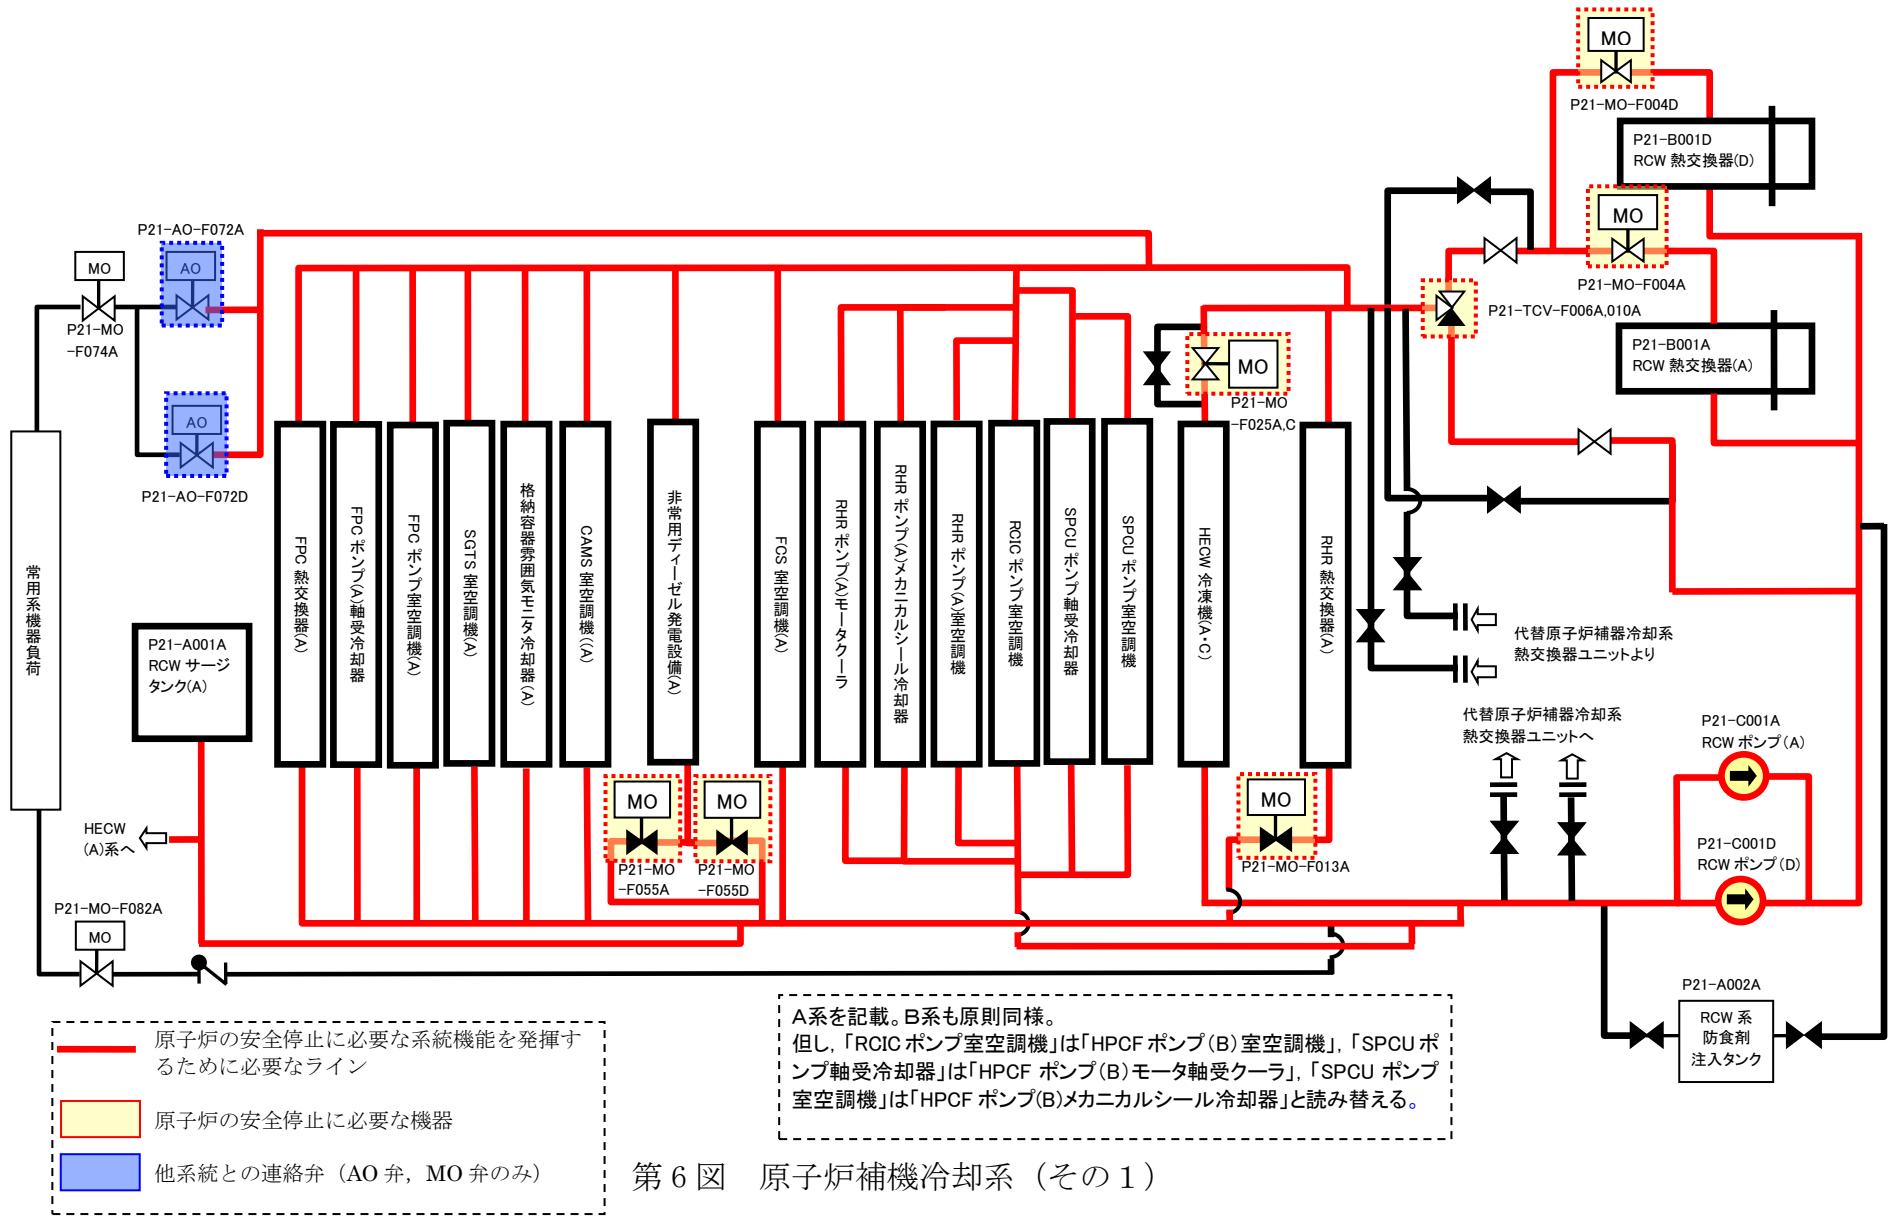 MO
P21-MO-F004D
P21-B001D
RCW 熱交換器(D)
MO
P21-MO-F004A
P21-TCV-F006A,010A
P21-B001A
RCW 熱交換器(A)
P21-AO-F072A
MO
AO
P21-MO
-F074A
AO
P21-AO-F072D
MO
P21-MO
-F025A,C
常用系機器負荷
P21-A001A
RCW サージ
タンク(A)
FPC 熱交換器(A)
FPC ポンプ(A)軸受冷却器
FPC ポンプ室空調機(A)
SGTS 室空調機(A)
格納容器雰囲気モニタ冷却器(A)
CAMS 室空調機((A)
非常用ディーゼル発電設備(A)
FCS 室空調機(A)
RHR ポンプ(A)モータクーラ
RHR ポンプ(A)メカニカルシール冷却器
RHR ポンプ(A)室空調機
RCIC ポンプ室空調機
SPCU ポンプ軸受冷却器
SPCU ポンプ室空調機
HECW 冷凍機(A・C)
RHR 熱交換器(A)
代替原子炉補器冷却系
熱交換器ユニットより
代替原子炉補器冷却系
熱交換器ユニットへ
P21-C001A
RCW ポンプ(A)
P21-C001D
RCW ポンプ(D)
MO
P21-MO
-F055A
MO
P21-MO
-F055D
MO
P21-MO-F013A
HECW
(A)系へ
P21-MO-F082A
MO
P21-A002A
RCW 系
防食剤
注入タンク
A系を記載。B系も原則同様。
但し,「RCICポンプ室空調機」は「HPCFポンプ(B)室空調機」,「SPCUポ
ンプ軸受冷却器」は「HPCF ポンプ(B)モータ軸受クーラ」,「SPCU ポンプ
室空調機」は「HPCF ポンプ(B)メカニカルシール冷却器」と読み替える。
原子炉の安全停止に必要な系統機能を発揮す
るために必要なライン
原子炉の安全停止に必要な機器
他系統との連絡弁（AO 弁，MO 弁のみ）
第６図　原子炉補機冷却系（その１）